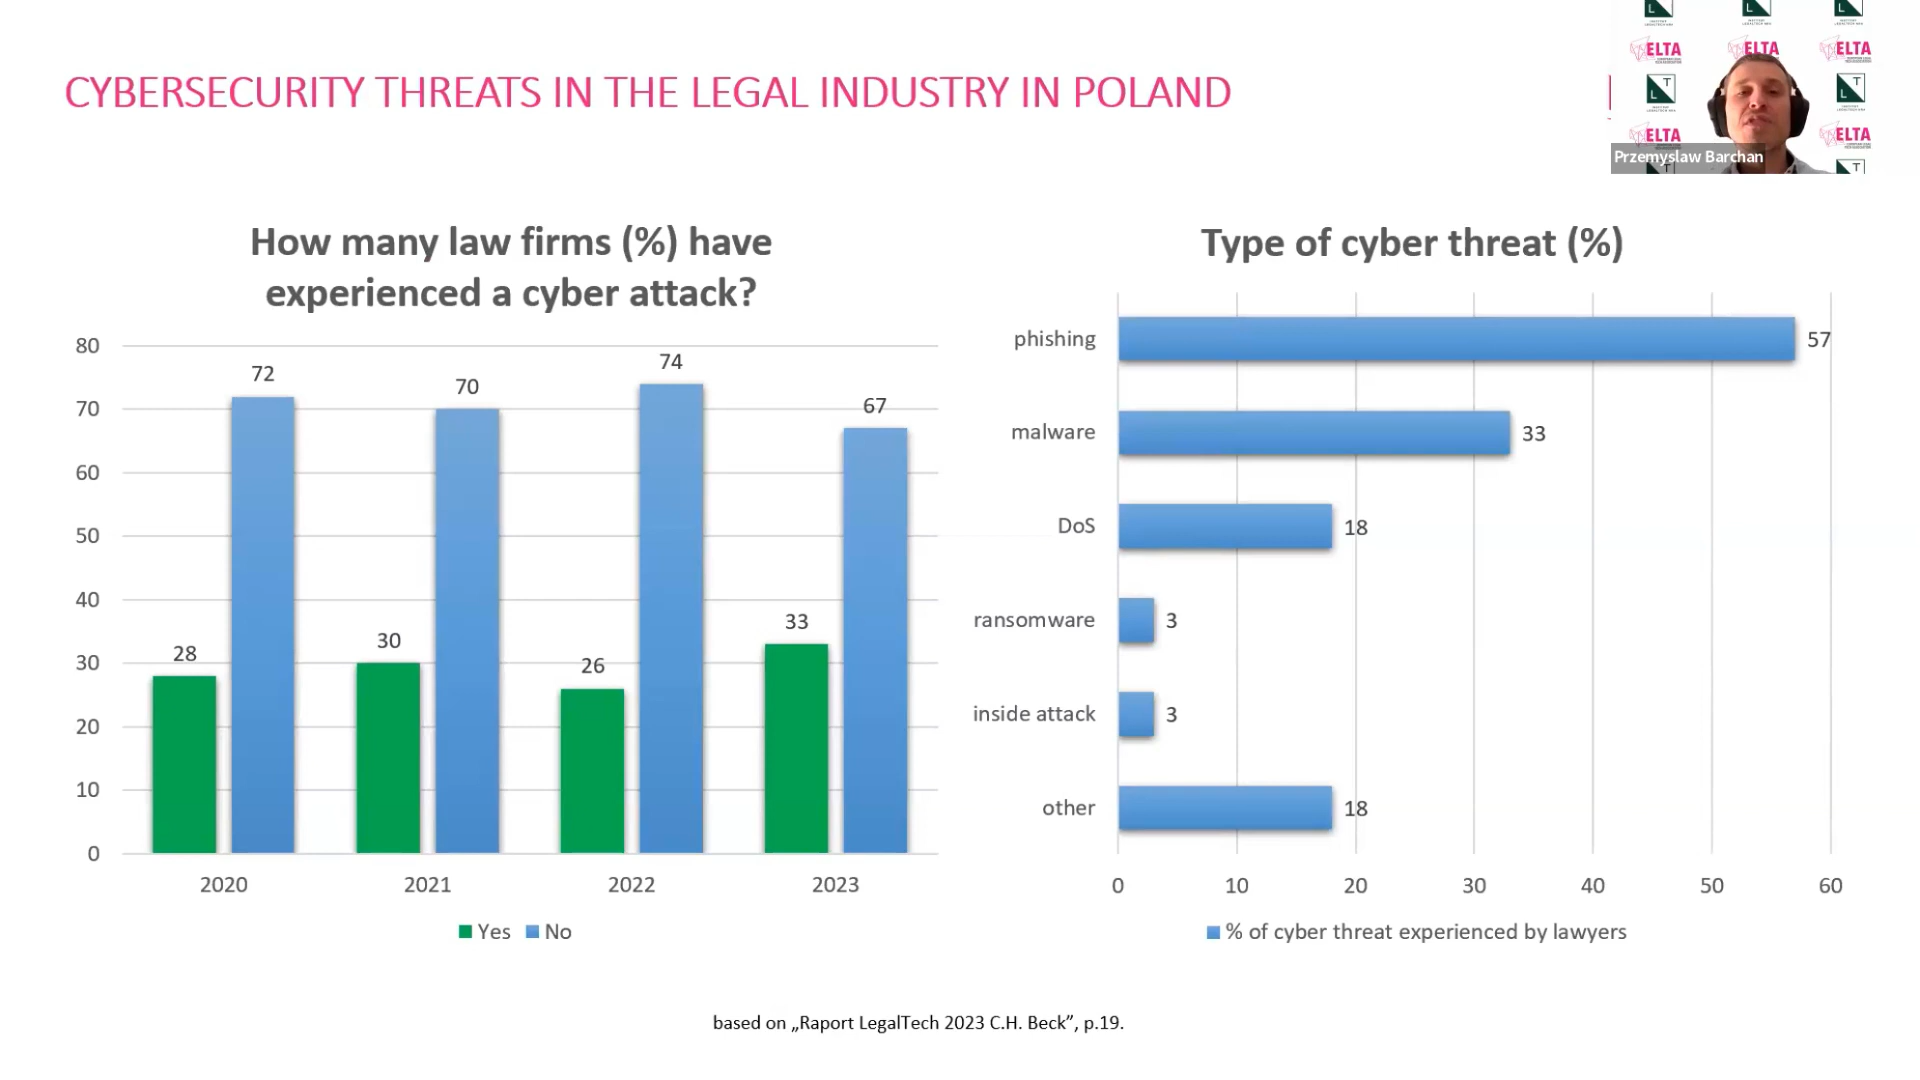 CYBERSECURITY THREATS IN THE LEGAL INDUSTRY IN POLAND
L
L
L
ELTA
ELTA
ELTA
L T
L T
ELTA
ELTA
T
T
Przemyslaw Barchan
How many law firms (%) have
experienced a cyber attack?
80
70
60
50
40
30
20
10
0
28
72
30
70
26
74
33
67
2020
2021
2022
2023
Yes
No
Type of cyber threat (%)
phishing
57
malware
33
DoS
18
ransomware
3
inside attack
3
other
18
0
10
20
30
40
50
60
% of cyber threat experienced by lawyers
based on „Raport LegalTech 2023 C.H. Beck”, p.19.